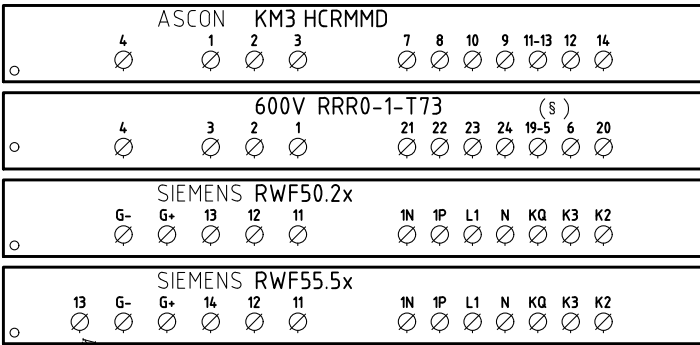 ASCON KM3 HCRMMD
4 1 2 3 7 8 10 9 11-13 12 14
600V RRR0-1-T73 (§)
4 3 2 1 21 22 23 24 19-5 6 20
SIEMENS RWF50.2x
G- G+ 13 12 11 1N 1P L1 N KQ K3 K2
SIEMENS RWF55.5x
13 G- G+ 14 12 11 1N 1P L1 N KQ K3 K2